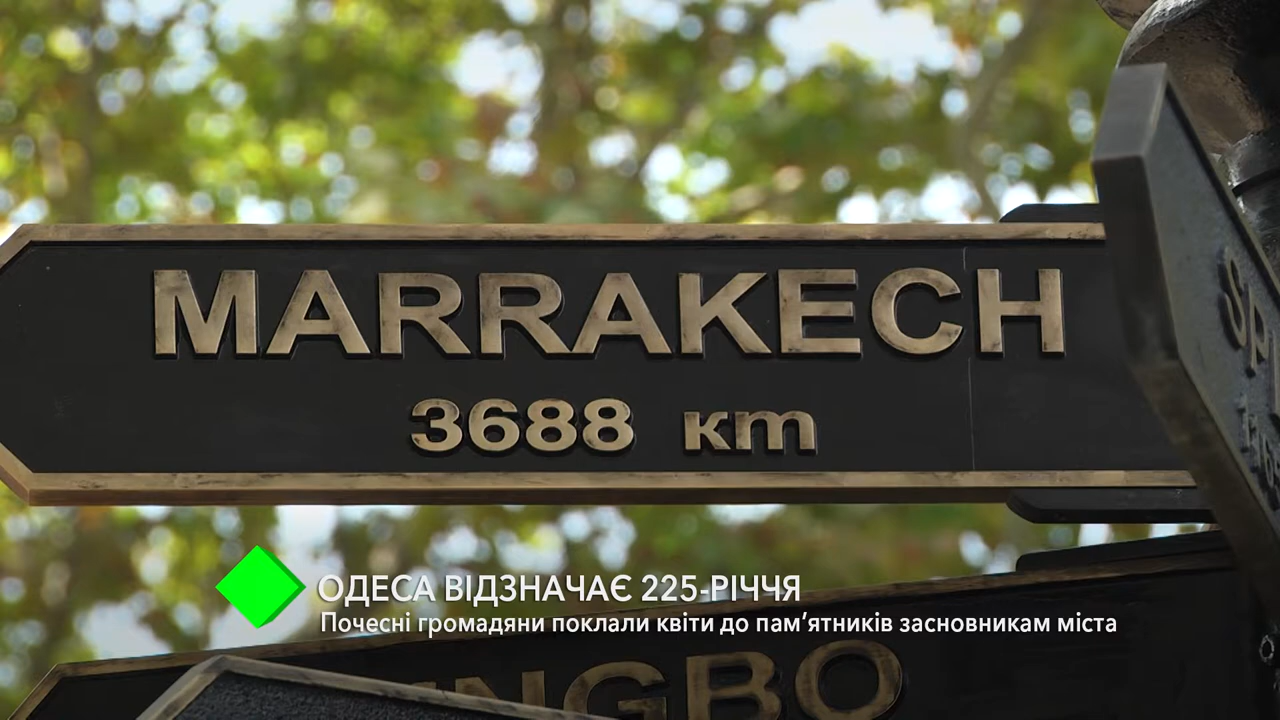 MARRAKECH
3688 km
ОДЕСА ВІДЗНАЧАЄ 225-РІЧЧЯ
Почесні громадяни поклали квіти до пам’ятників засновникам міста